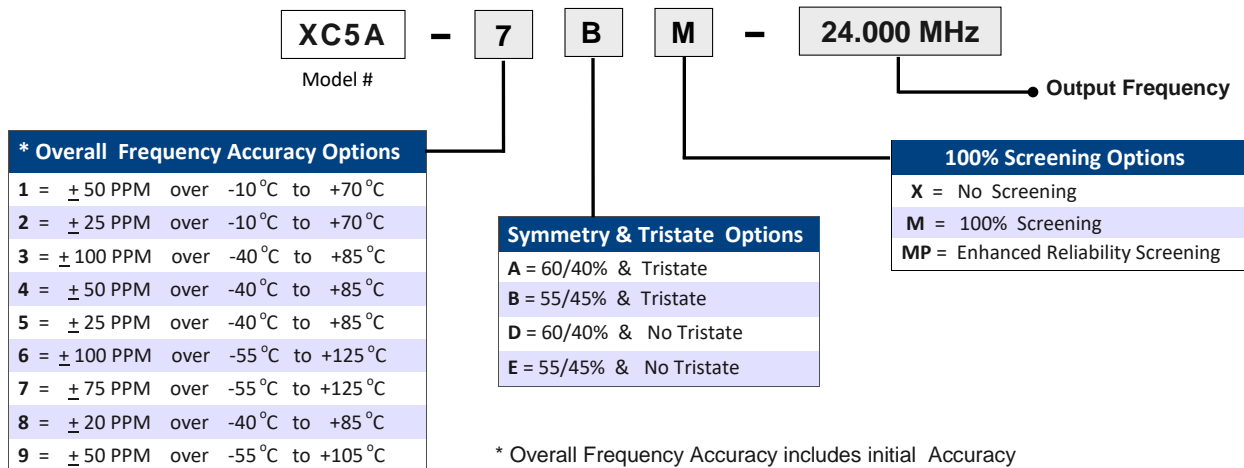 XC5A – 7 B M – 24.000 MHz
Model #
Output Frequency
* Overall Frequency Accuracy Options
1 = ± 50 PPM over -10 °C to +70 °C
2 = ± 25 PPM over -10 °C to +70 °C
3 = ± 100 PPM over -40 °C to +85 °C
4 = ± 50 PPM over -40 °C to +85 °C
5 = ± 25 PPM over -40 °C to +85 °C
6 = ± 100 PPM over -55 °C to +125 °C
7 = ± 75 PPM over -55 °C to +125 °C
8 = ± 20 PPM over -40 °C to +85 °C
9 = ± 50 PPM over -55 °C to +105 °C
Symmetry & Tristate Options
A = 60/40% & Tristate
B = 55/45% & Tristate
D = 60/40% & No Tristate
E = 55/45% & No Tristate
100% Screening Options
X = No Screening
M = 100% Screening
MP = Enhanced Reliability Screening
* Overall Frequency Accuracy includes initial Accuracy